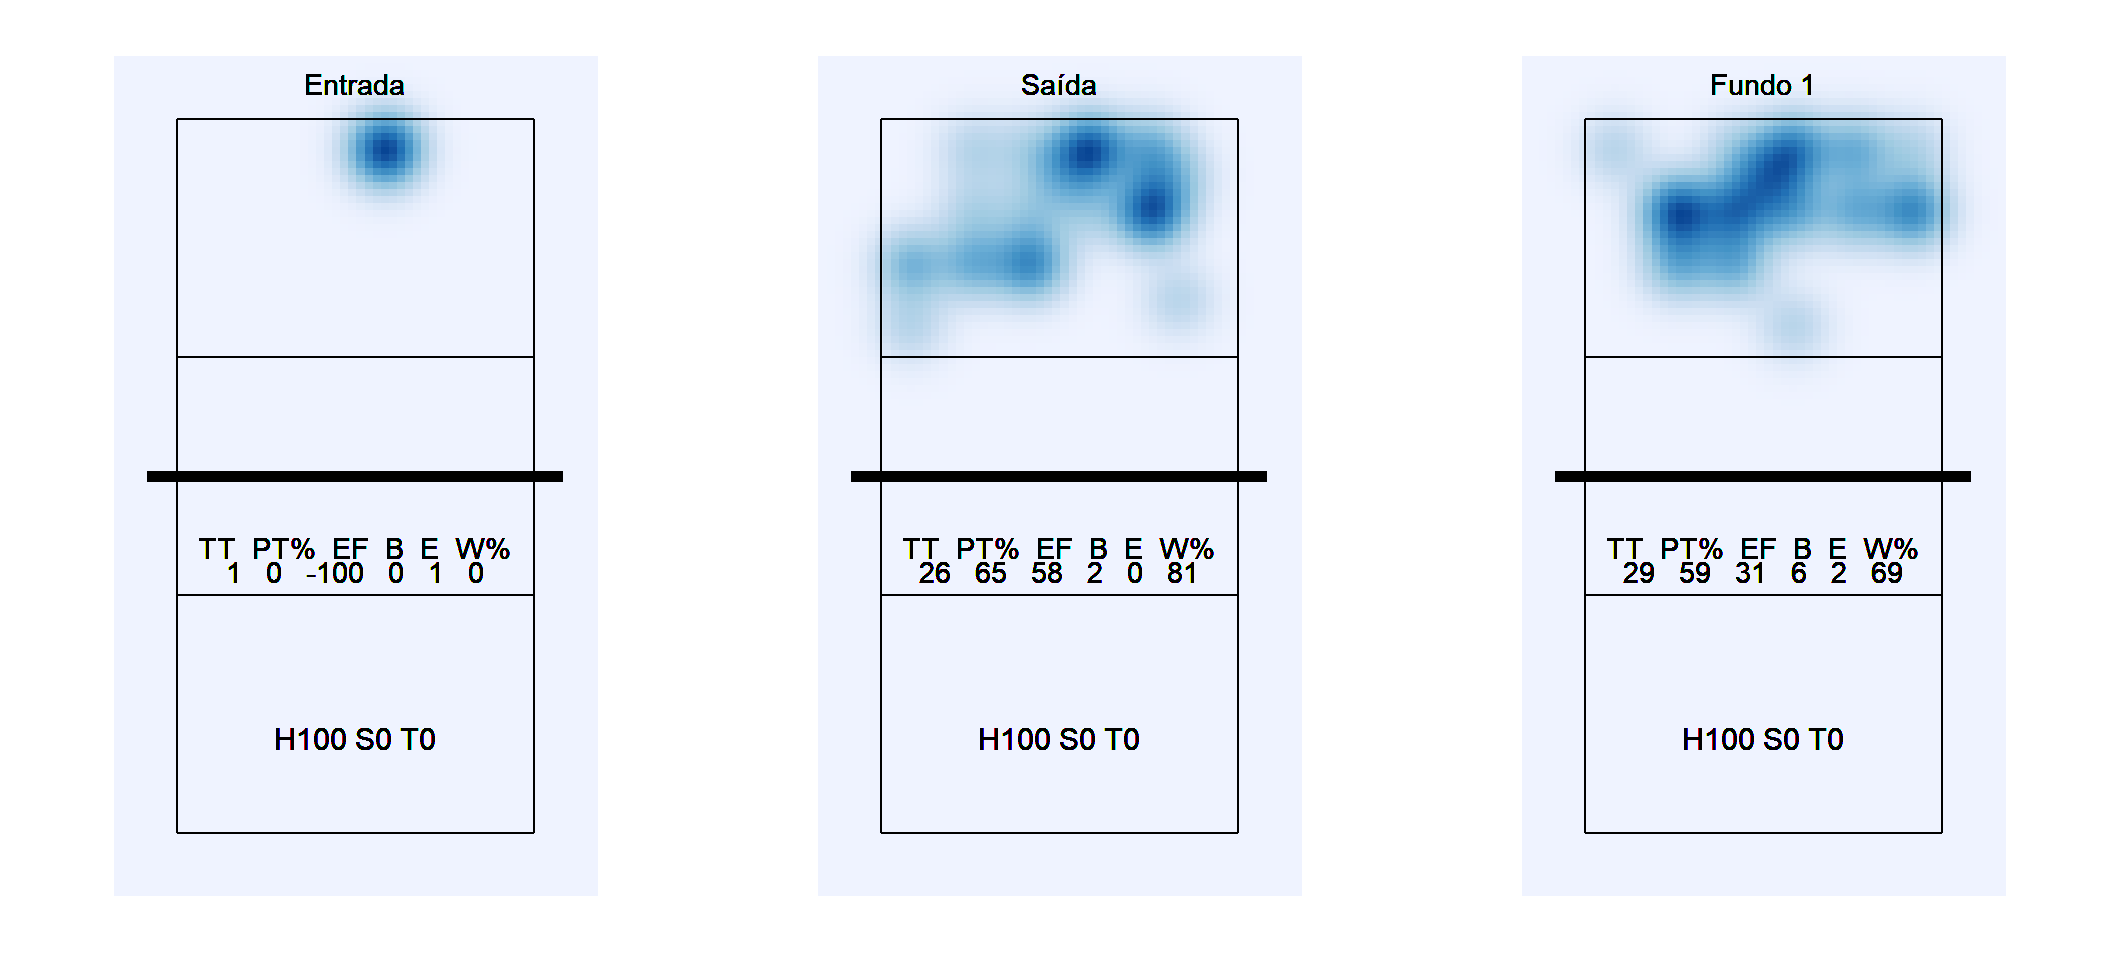 Entrada
TT PT% EF B E W%
1 0 -100 0 1 0
H100 S0 T0
Saída
TT PT% EF B E W%
26 65 58 2 0 81
H100 S0 T0
Fundo 1
TT PT% EF B E W%
29 59 31 6 2 69
H100 S0 T0